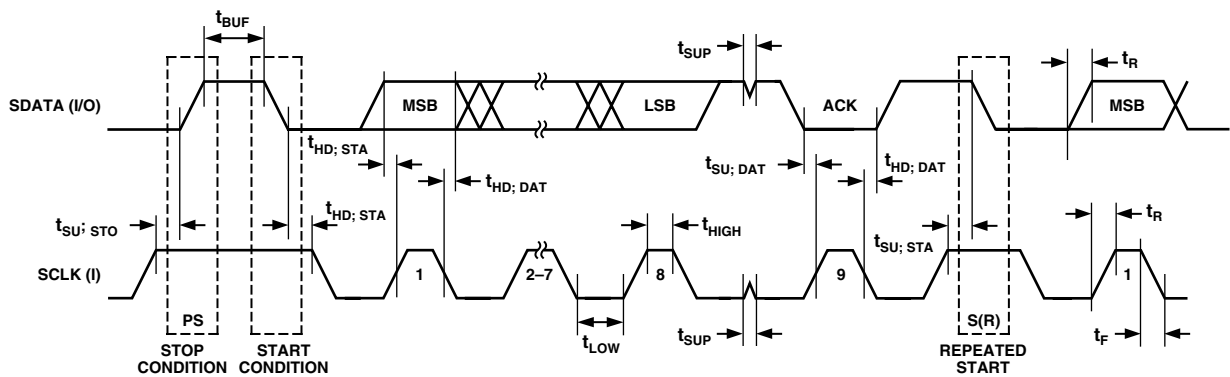 tBUF
tSUP
tR
SDATA (I/O)
MSB
LSB
ACK
MSB
tHD; STA
tHD; DAT
tSU; DAT
tHD; DAT
tSU; STO
tHD; STA
tHIGH
tSU; STA
tR
SCLK (I)
1
2–7
8
9
1
PS
S(R)
tLOW
tSUP
tF
STOP
CONDITION
START
CONDITION
REPEATED
START